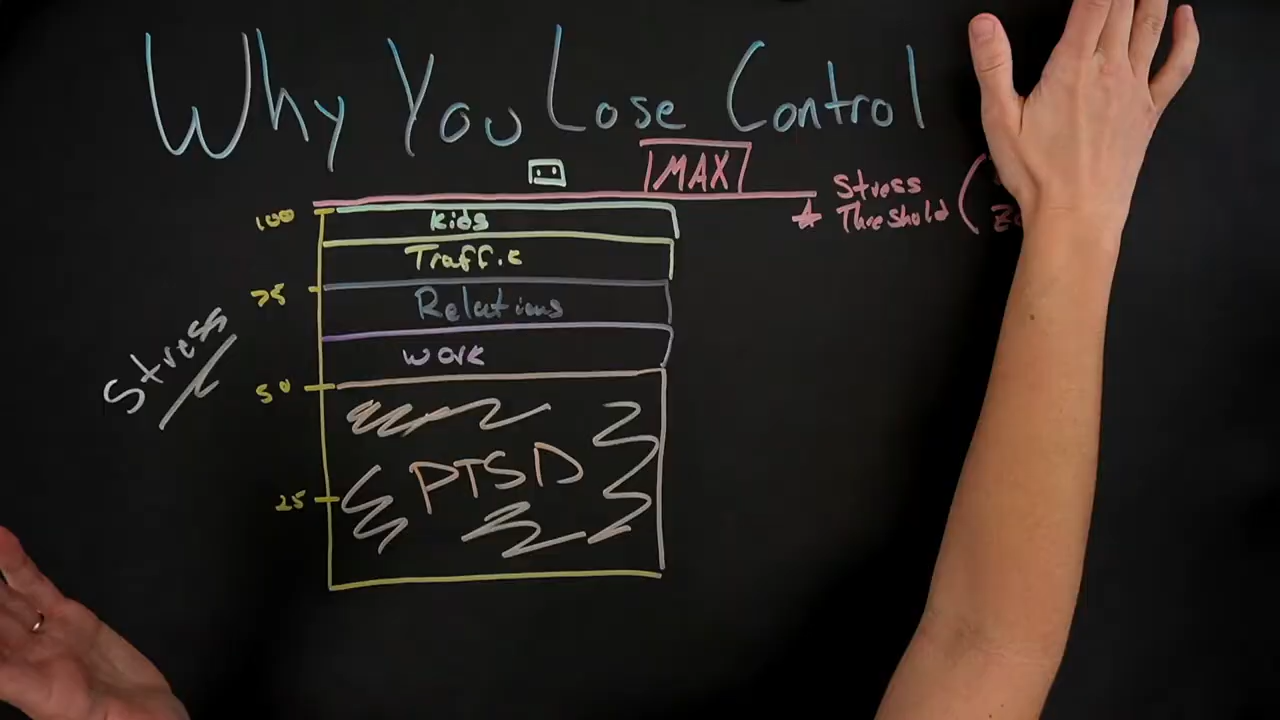 Why You Lose Control
MAX
Stress
Threshold
100
Kids
Traffic
75
Relations
Stress
Work
50
PTSD
25